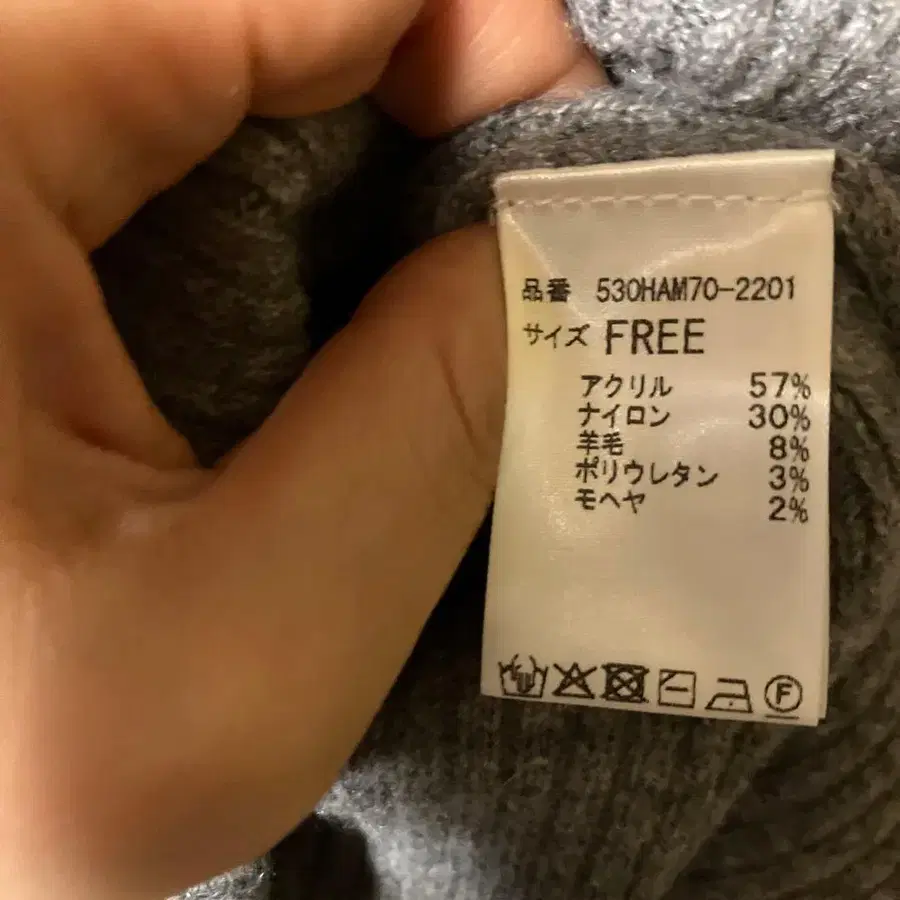 品番 530HAM70-2201
サイズ FREE
アクリル 57%
ナイロン 30%
羊毛 8%
ポリウレタン 3%
モヘヤ 2%
F